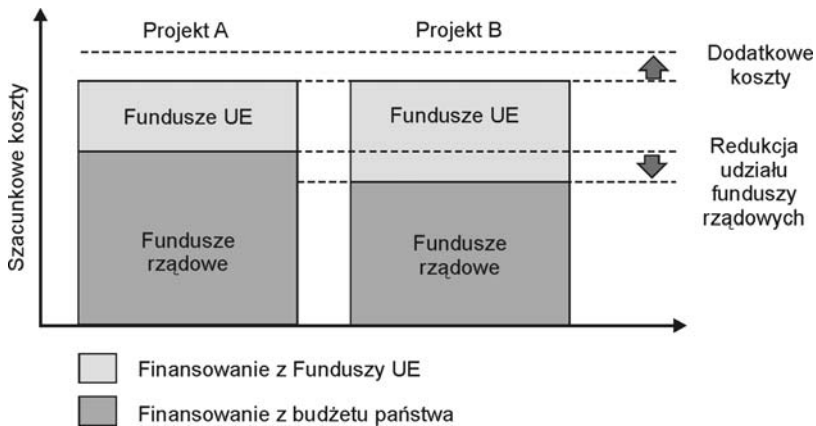 Projekt A
Projekt B
Dodatkowe
koszty
Fundusze UE
Fundusze UE
Redukcja
udziału
funduszy
rządowych
Szacunkowe koszty
Fundusze
rządowe
Fundusze
rządowe
Finansowanie z Funduszy UE
Finansowanie z budżetu państwa